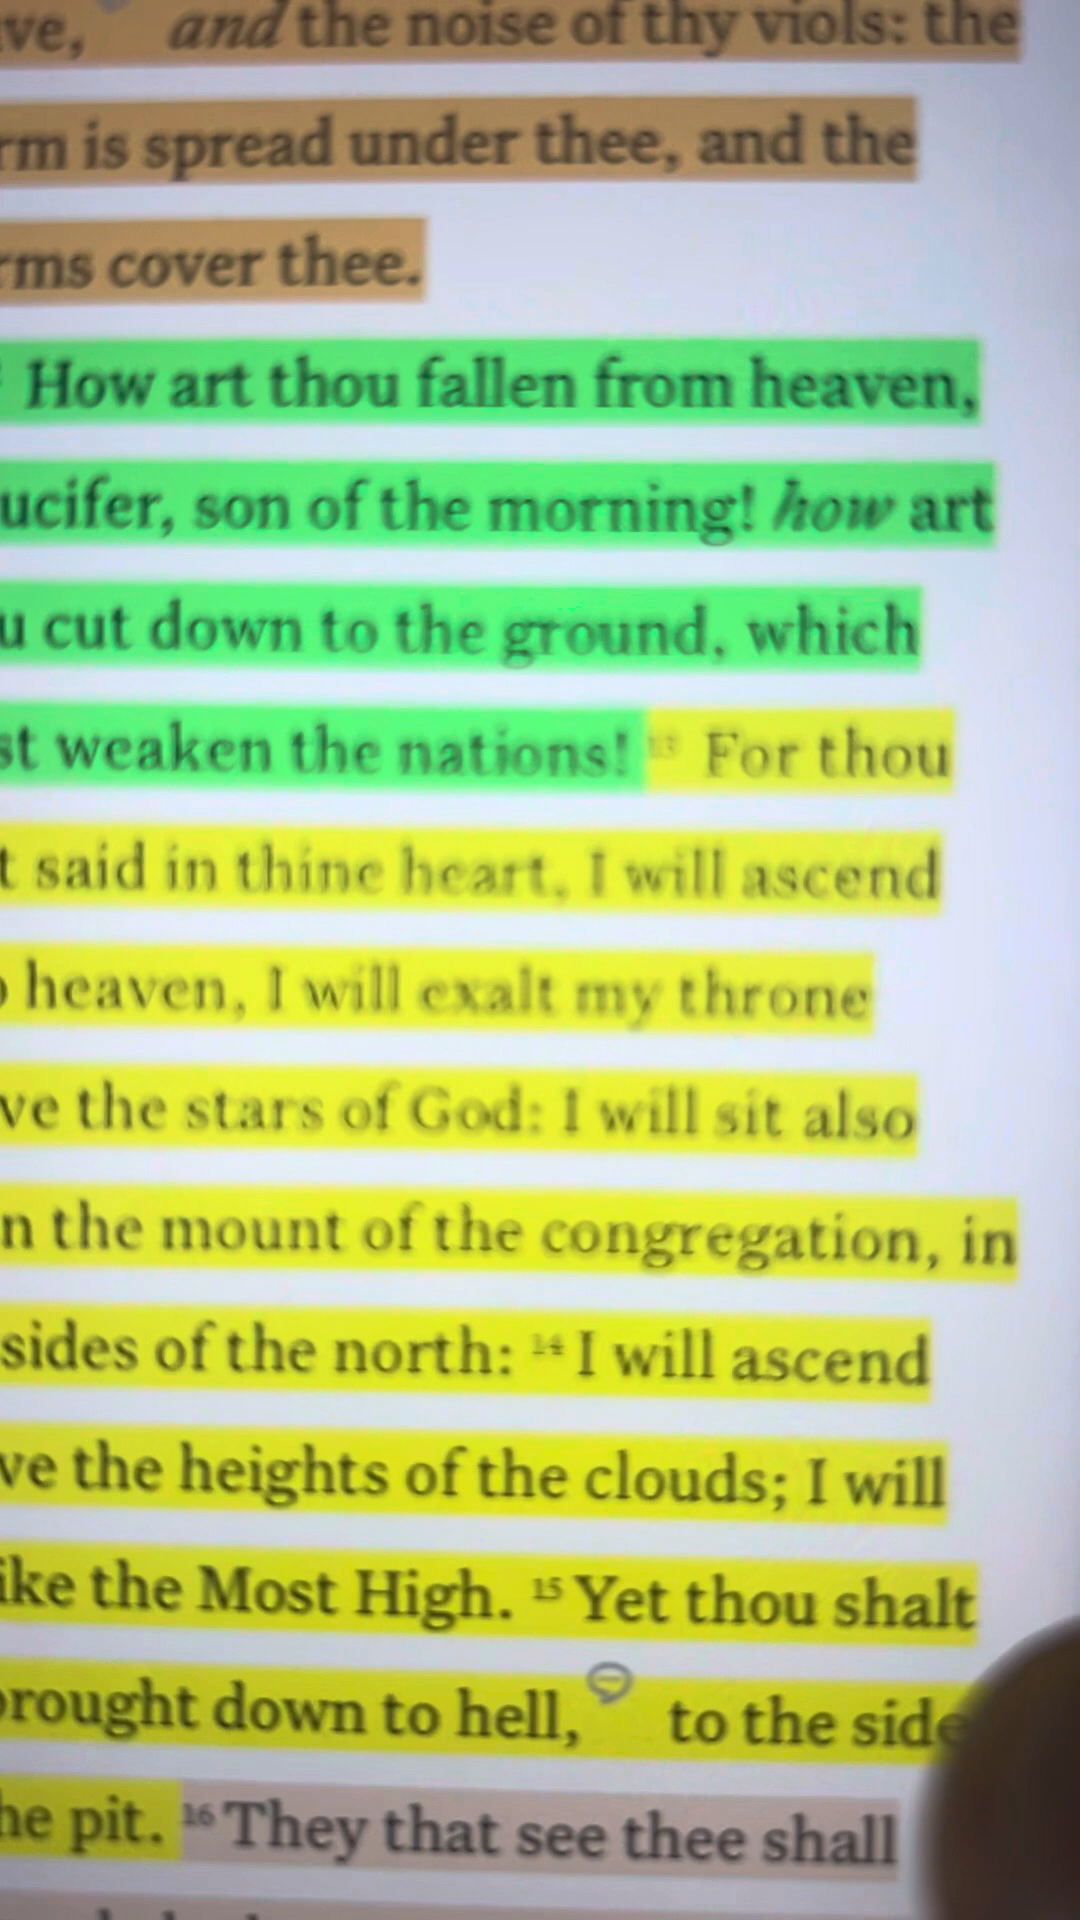 ve, and the noise of thy viols: the
rm is spread under thee, and the
rms cover thee.
How art thou fallen from heaven,
ucifer, son of the morning! how art
u cut down to the ground, which
st weaken the nations! 13 For thou
t said in thine heart, I will ascend
o heaven, I will exalt my throne
ve the stars of God: I will sit also
n the mount of the congregation, in
sides of the north: 14 I will ascend
ve the heights of the clouds; I will
ike the Most High. 15 Yet thou shalt
brought down to hell, to the side
he pit. 16 They that see thee shall